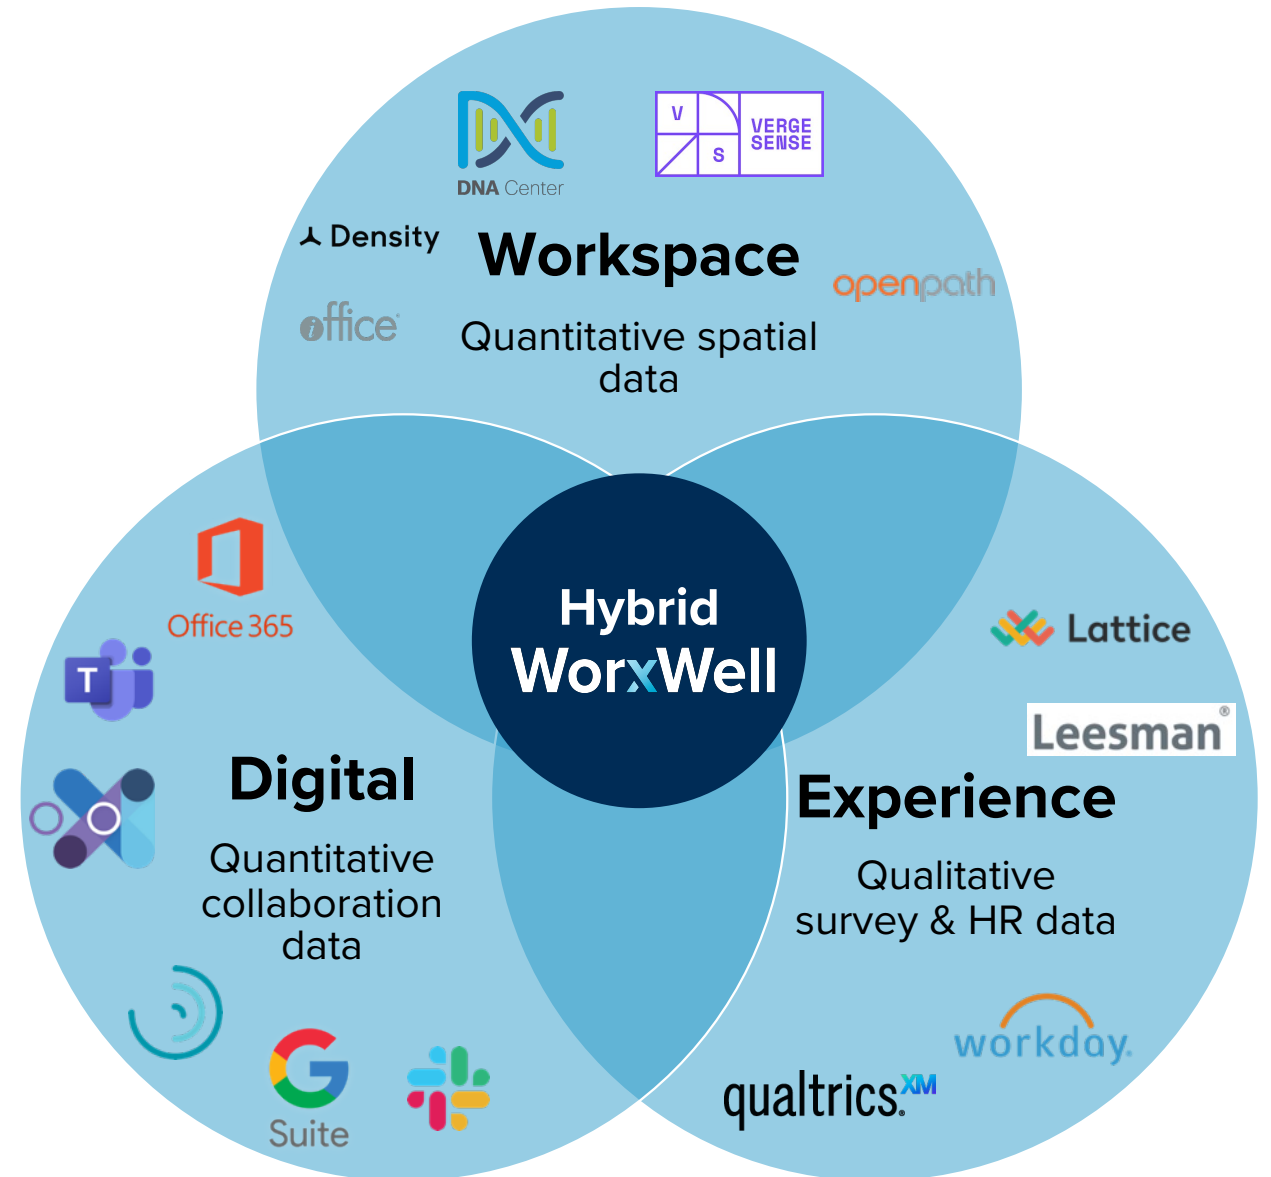 DNA Center
V
S
VERGE
SENSE
Density
Workspace
openpath
iffice
Quantitative spatial
data
Office 365
Hybrid
WorxWell
Lattice
T
Leesman®
Digital
Experience
Quantitative
collaboration
data
Qualitative
survey & HR data
workday.
G
Suite
qualtrics.XM